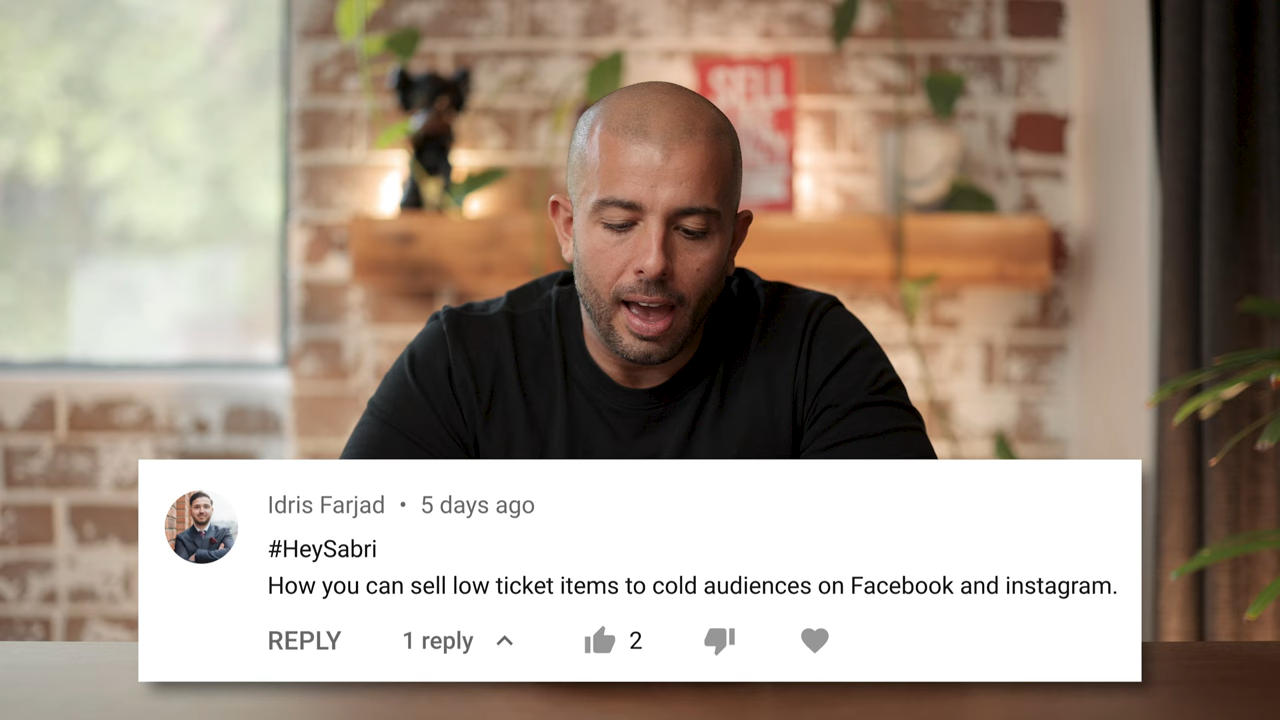 SELL
Idris Farjad • 5 days ago
#HeySabri
How you can sell low ticket items to cold audiences on Facebook and instagram.
REPLY 1 reply 2